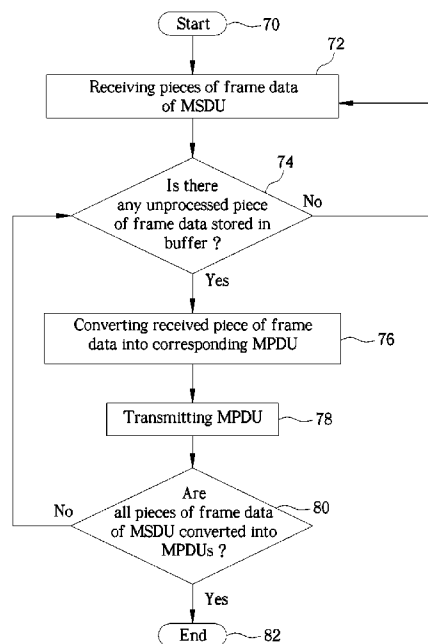 Start
70
72
Receiving pieces of frame data
of MSDU
74
Is there
any unprocessed piece
of frame data stored in
buffer ?
No
Yes
Converting received piece of frame
data into corresponding MPDU
76
Transmitting MPDU
78
Are
all pieces of frame data
of MSDU converted into
MPDUs ?
80
No
Yes
End
82